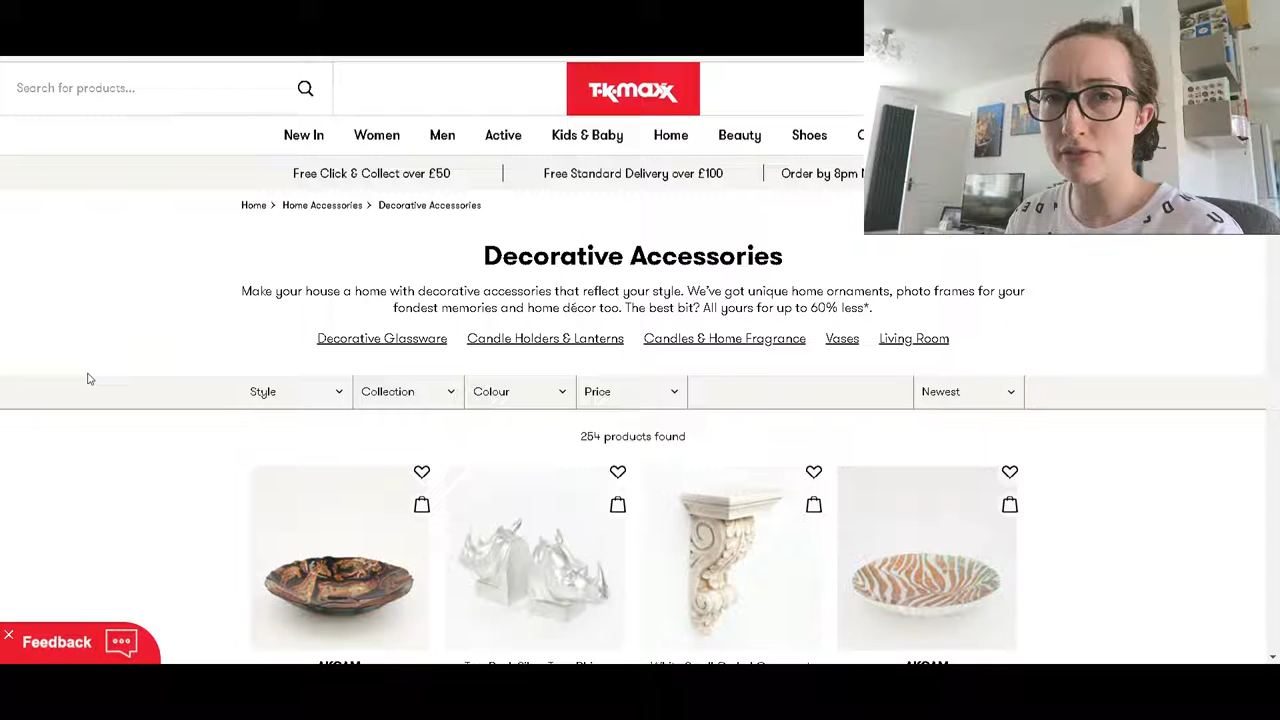 Search for products...
T·K·maxx
New In Women Men Active Kids & Baby Home Beauty Shoes
Free Click & Collect over £50 Free Standard Delivery over £100 Order by 8pm
Home > Home Accessories > Decorative Accessories
Decorative Accessories
Make your house a home with decorative accessories that reflect your style. We've got unique home ornaments, photo frames for your
fondest memories and home décor too. The best bit? All yours for up to 60% less*.
Decorative Glassware Candle Holders & Lanterns Candles & Home Fragrance Vases Living Room
Style Collection Colour Price Newest
254 products found
Feedback